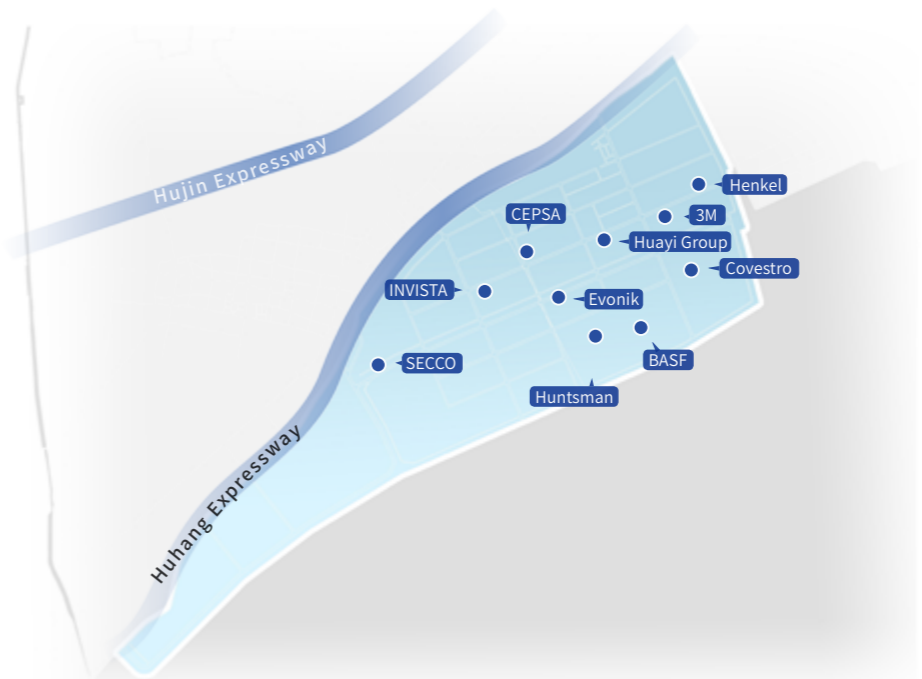 Hujin Expressway
Henkel
CEPSA
3M
Huayi Group
Covestro
INVISTA
Evonik
BASF
SECCO
Huntsman
Huhang Expressway